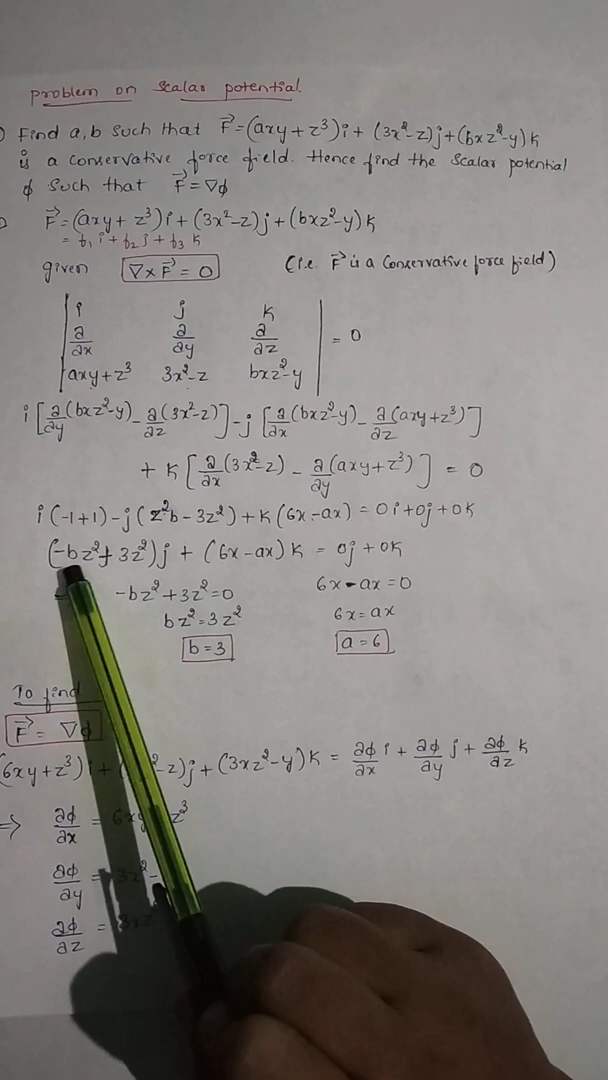 problem on scalar potential.
Find a,b such that F⃗=(axy+z³)i+(3x²-z)j+(bxz²-y)k
is a conservative force field. Hence find the scalar potential
ϕ such that F⃗=∇ϕ
F⃗=(axy+z³)i+(3x²-z)j+(bxz²-y)k
= f₁i+f₂j+f₃k
given ∇×F⃗=0 (i.e F⃗ is a conservative force field)
| i j k |
| ∂/∂x ∂/∂y ∂/∂z | = 0
| axy+z³ 3x²-z bxz²-y |
i[∂/∂y(bxz²-y)-∂/∂z(3x²-z)]-j[∂/∂x(bxz²-y)-∂/∂z(axy+z³)]
+k[∂/∂x(3x²-z)-∂/∂y(axy+z³)]=0
i(-1+1)-j(z²b-3z²)+k(6x-ax)=0i+0j+0k
(-bz²+3z²)j+(6x-ax)k=0j+0k
-bz²+3z²=0 6x-ax=0
bz²=3z² 6x=ax
b=3 a=6
To find
F⃗=∇ϕ
(6xy+z³)i+( ²-z)j+(3xz²-y)k=∂ϕ/∂x i+∂ϕ/∂y j+∂ϕ/∂z k
⇒ ∂ϕ/∂x = 6xy z³
∂ϕ/∂y = 3x²-
∂ϕ/∂z = 3xz